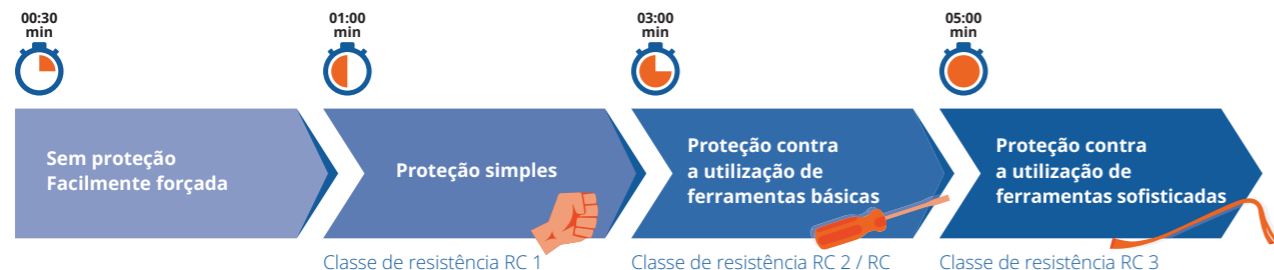 00:30
min
01:00
min
03:00
min
05:00
min
Sem proteção
Facilmente forçada
Proteção simples
Proteção contra
a utilização de
ferramentas básicas
Proteção contra
a utilização de
ferramentas sofisticadas
Classe de resistência RC 1
Classe de resistência RC 2 / RC
Classe de resistência RC 3